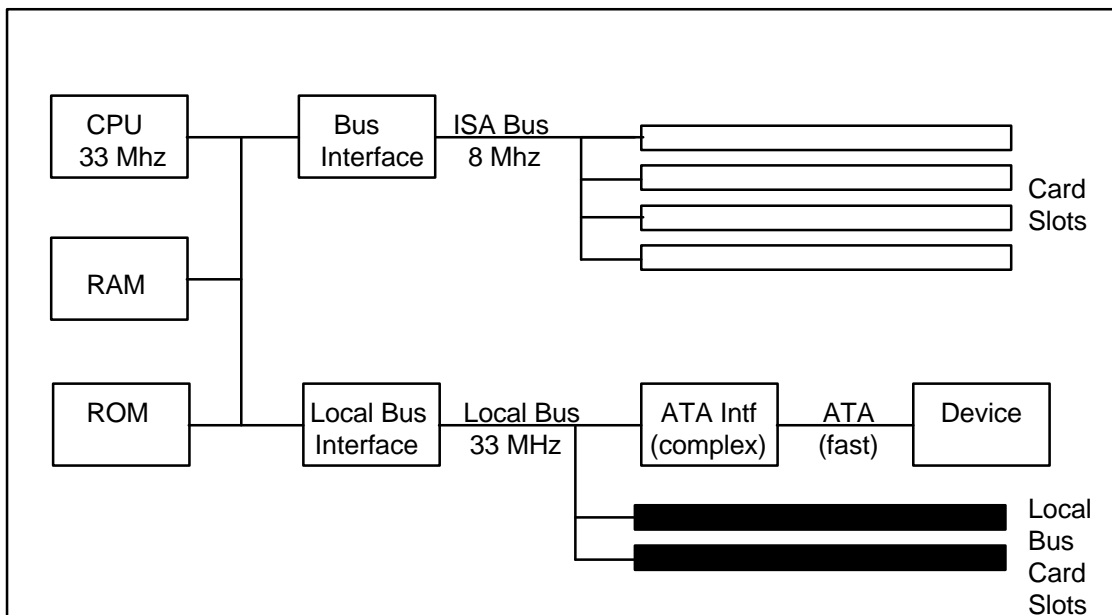 CPU
33 Mhz
Bus
Interface
ISA Bus
8 Mhz
Card
Slots
RAM
ROM
Local Bus
Interface
Local Bus
33 MHz
ATA Intf
(complex)
ATA
(fast)
Device
Local
Bus
Card
Slots